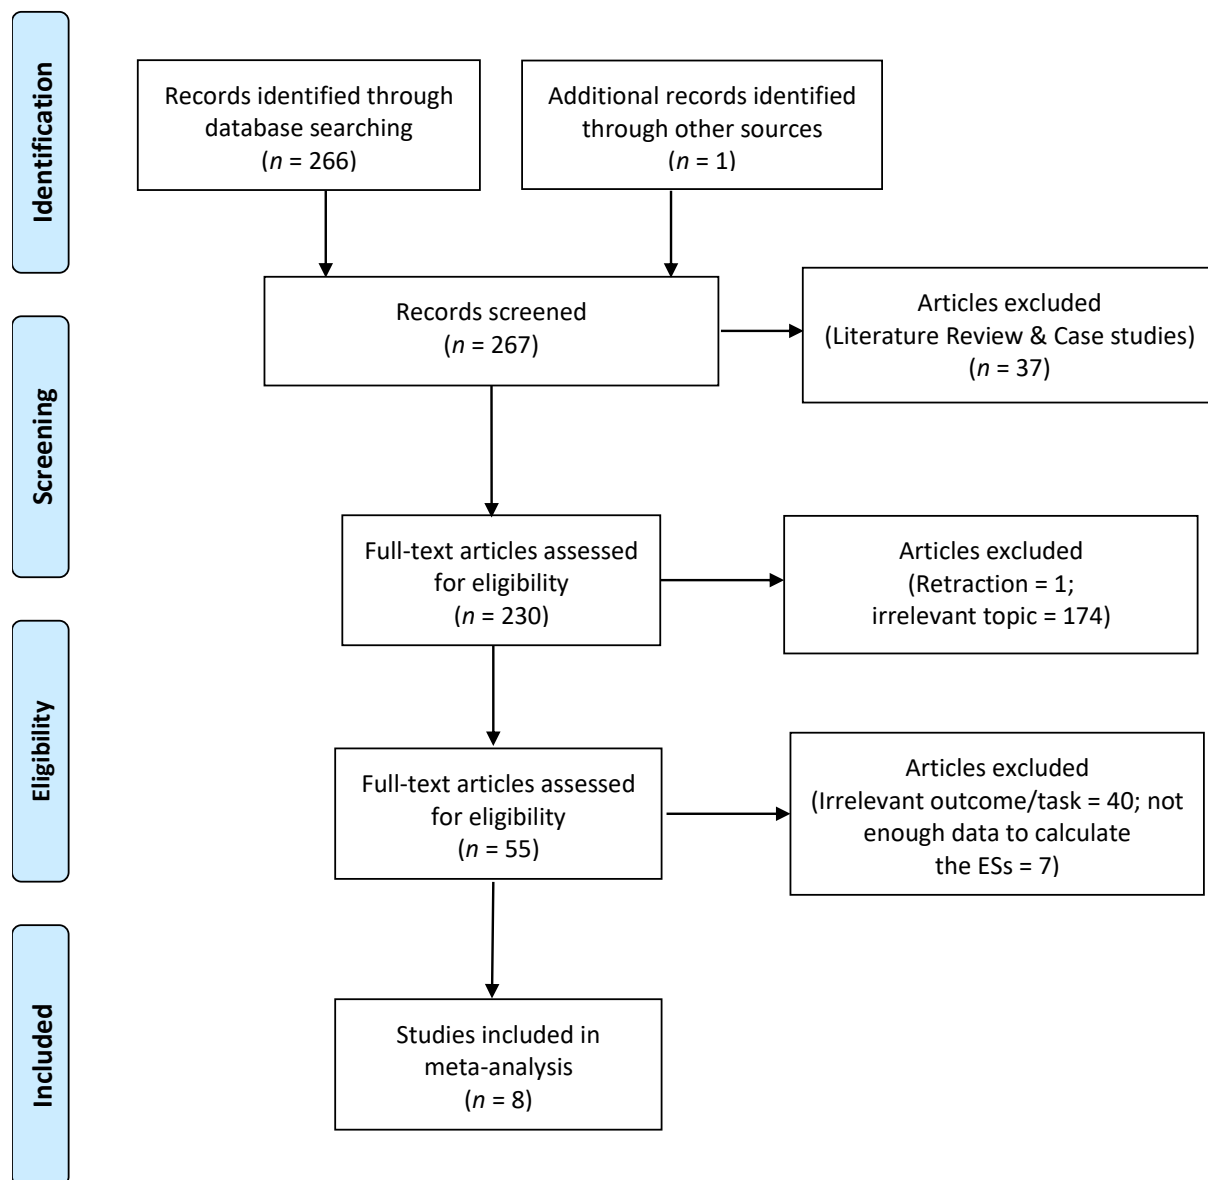 Identification
Records identified through
database searching
(n = 266)
Additional records identified
through other sources
(n = 1)
Records screened
(n = 267)
Articles excluded
(Literature Review & Case studies)
(n = 37)
Screening
Full-text articles assessed
for eligibility
(n = 230)
Articles excluded
(Retraction = 1;
irrelevant topic = 174)
Eligibility
Full-text articles assessed
for eligibility
(n = 55)
Articles excluded
(Irrelevant outcome/task = 40; not
enough data to calculate
the ESs = 7)
Included
Studies included in
meta-analysis
(n = 8)